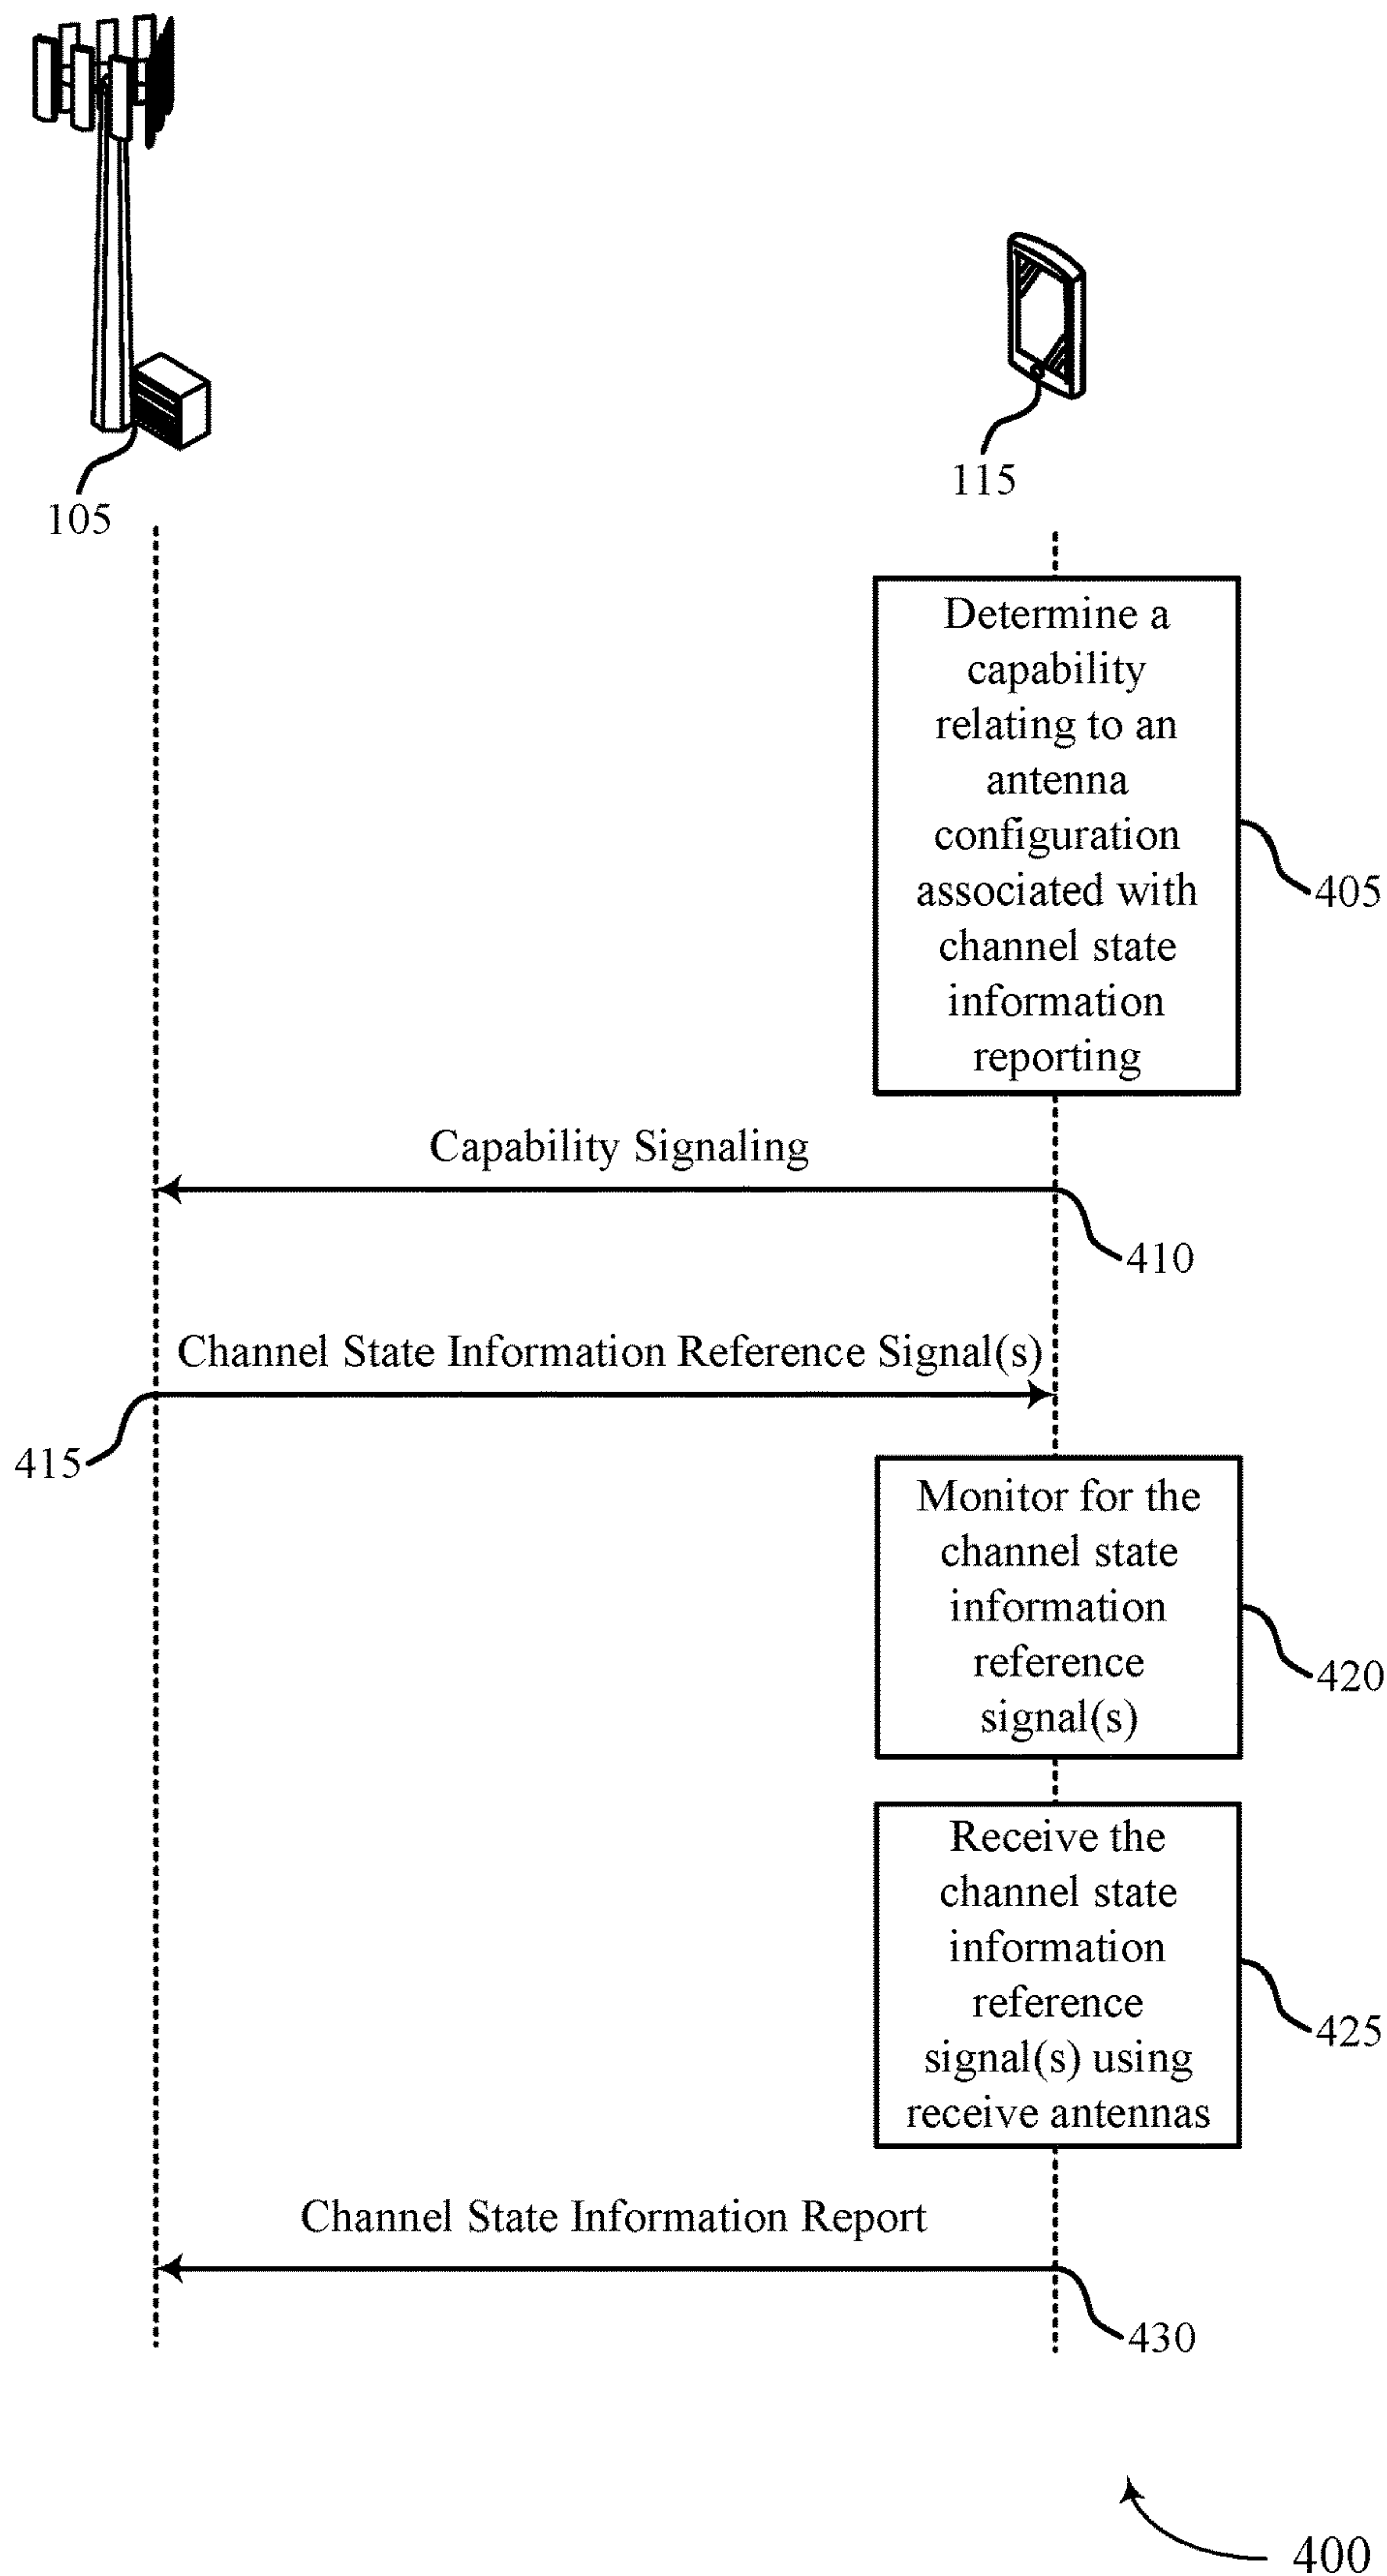 115
105
Determine a
capability
relating to an
antenna
configuration
associated with
channel state
information
reporting
405
Capability Signaling
410
Channel State Information Reference Signal(s)
415
Monitor for the
channel state
information
reference
signal(s)
420
Receive the
channel state
information
reference
signal(s) using
receive antennas
425
Channel State Information Report
430
400